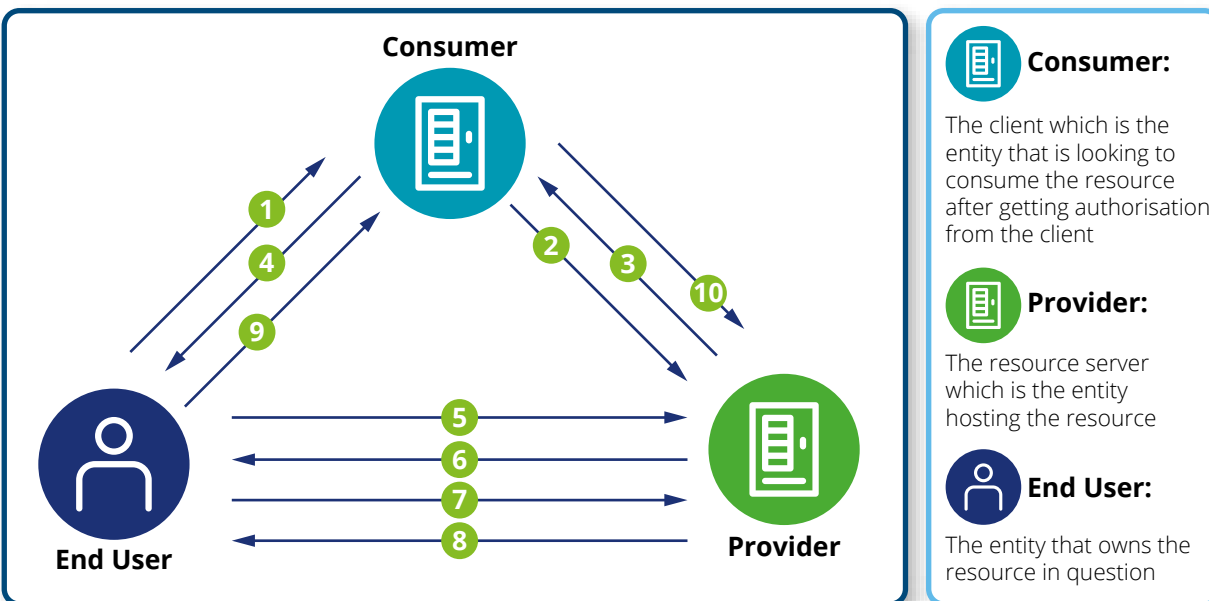 Consumer
1
4
9
2
3
10
5
6
7
8
End User
Provider
Consumer:
The client which is the
entity that is looking to
consume the resource
after getting authorisation
from the client
Provider:
The resource server
which is the entity
hosting the resource
End User:
The entity that owns the
resource in question